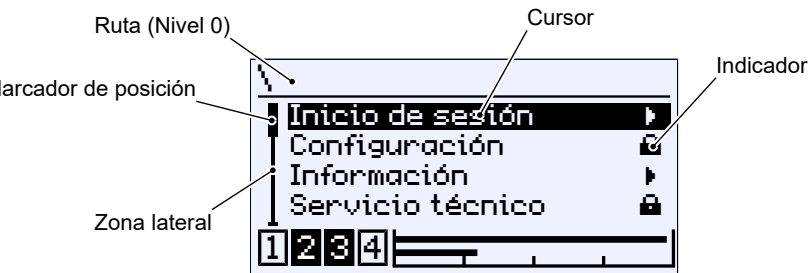 Cursor
Ruta (Nivel 0)
Indicador
\
arcador de posición
Inicio de sesión
Configuración
Información
Servicio técnico
Zona lateral
1 2 3 4